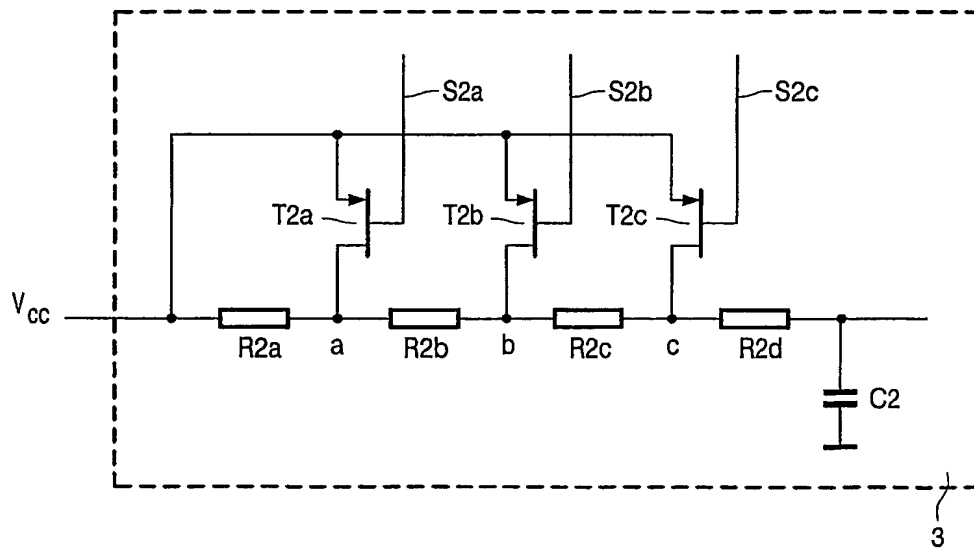 S2a S2b S2c
T2a T2b T2c
Vcc
R2a a R2b b R2c c R2d
C2
3